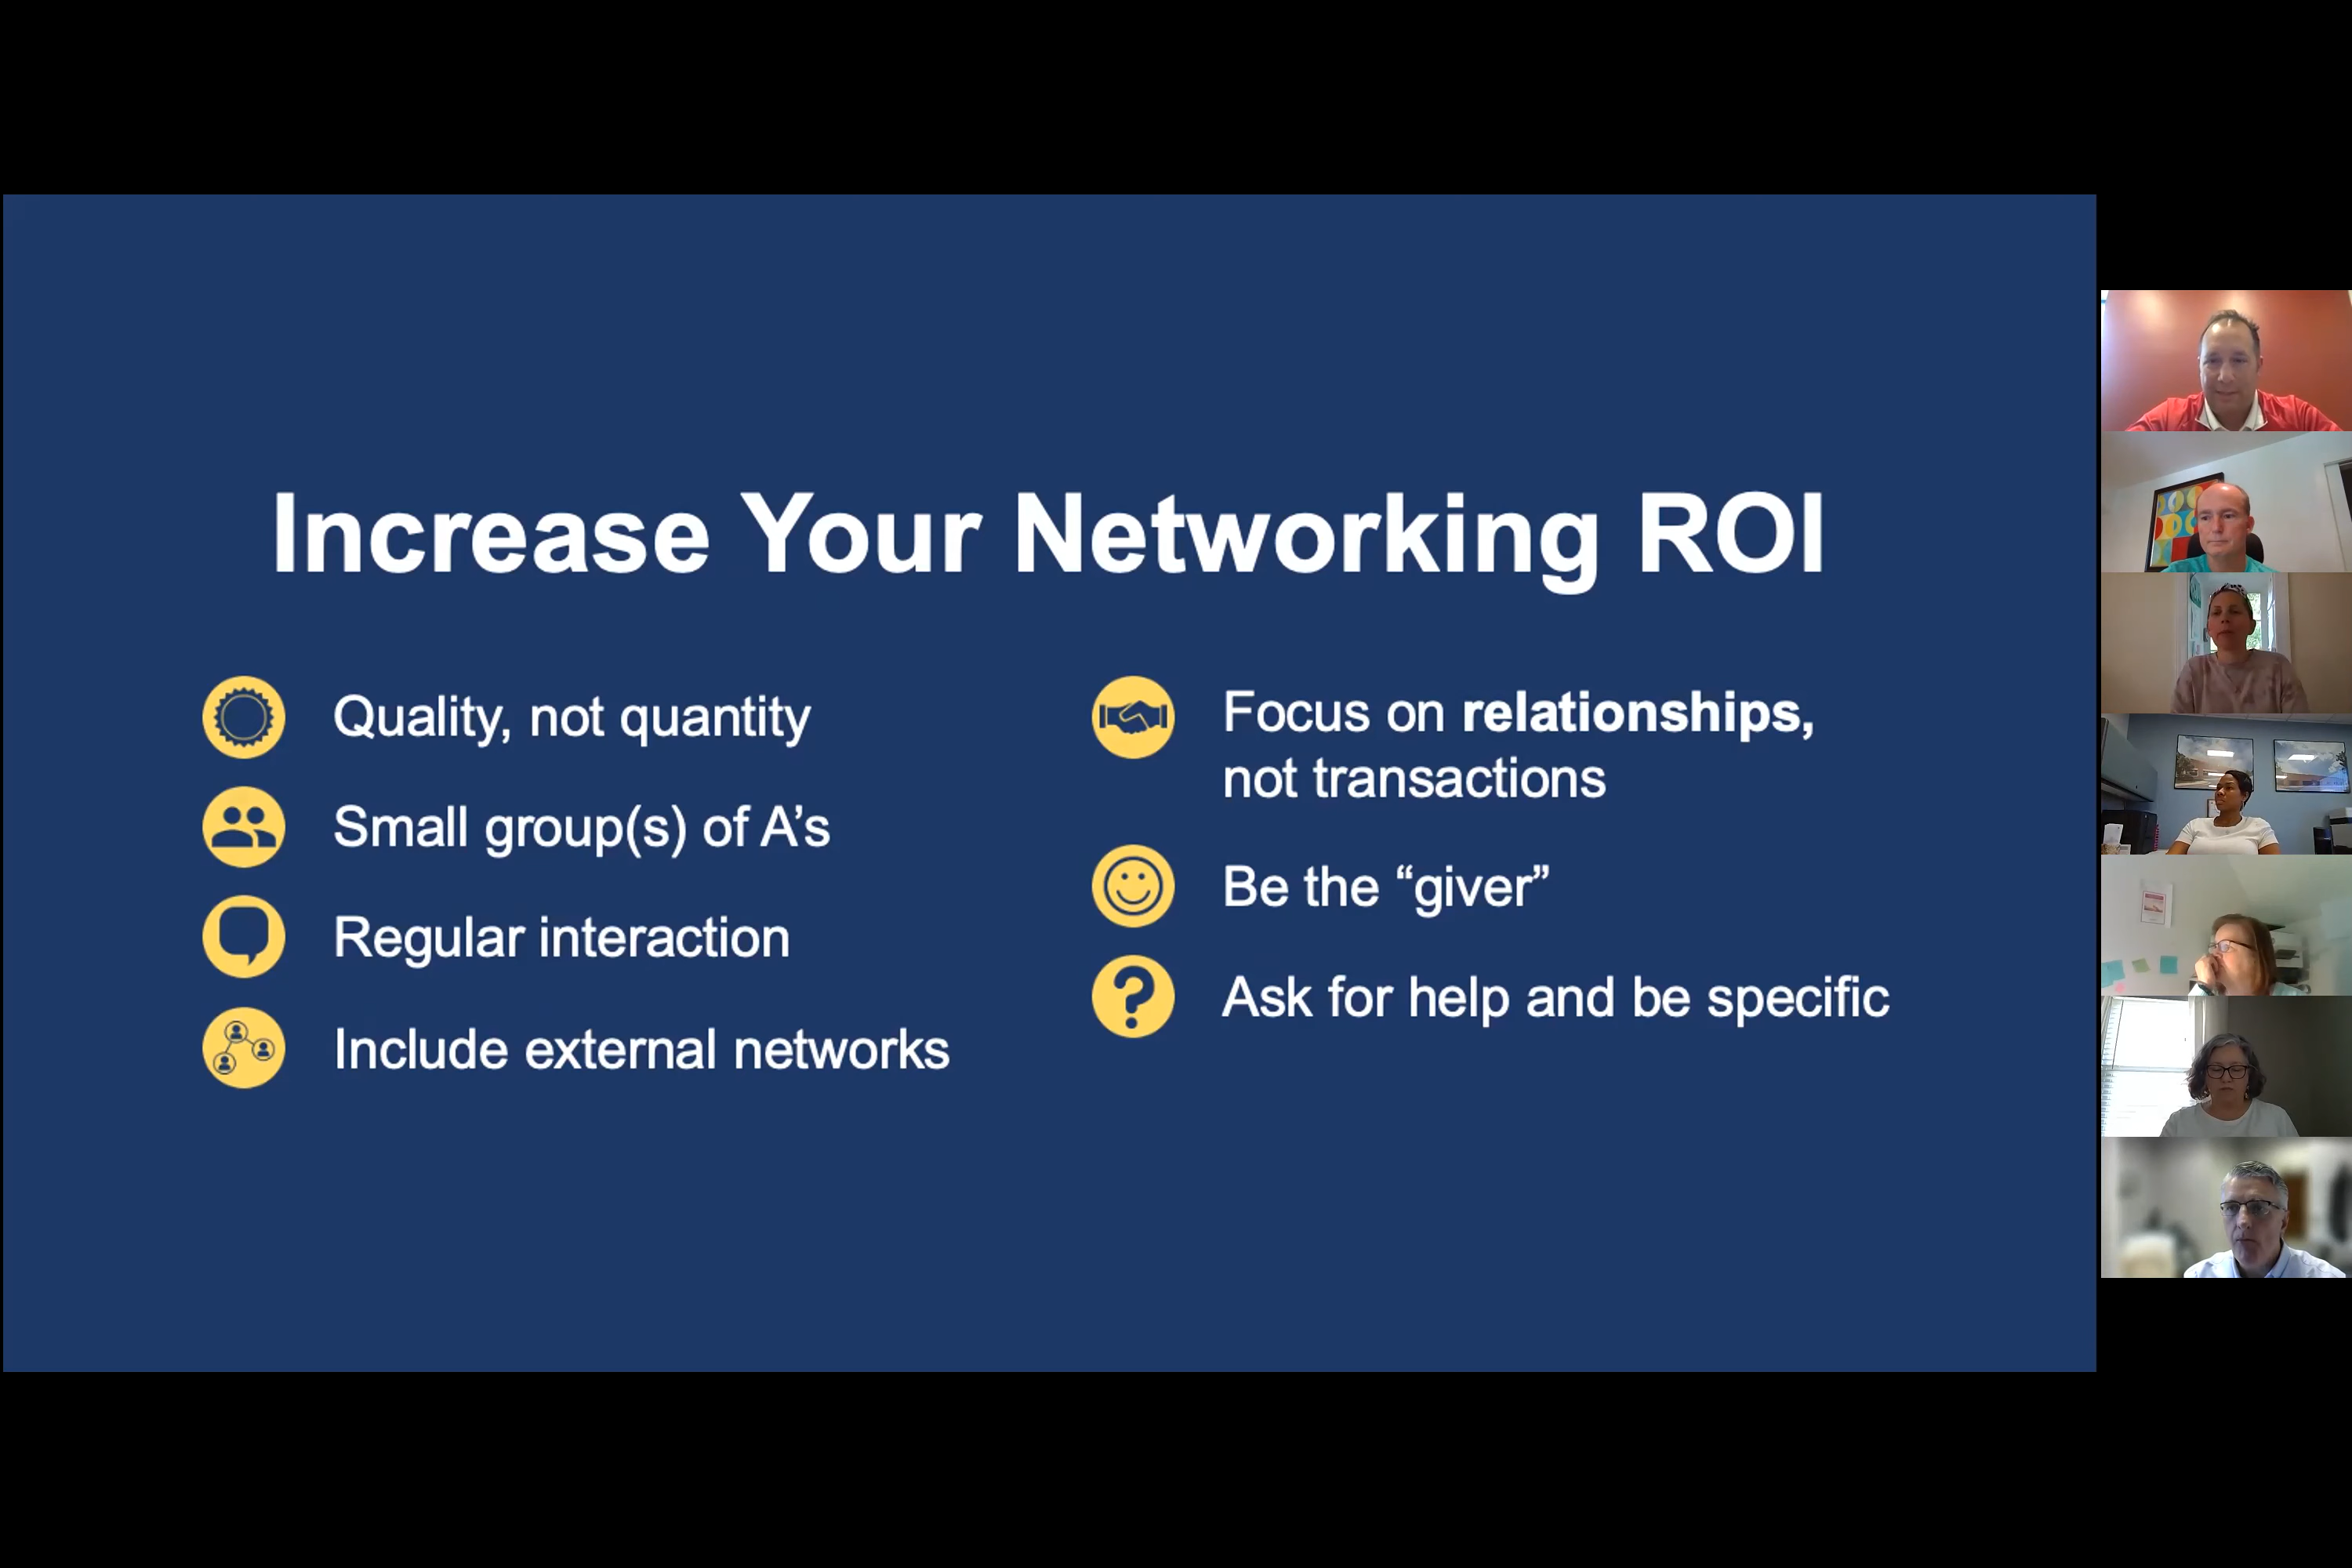 Increase Your Networking ROI
Quality, not quantity
Small group(s) of A’s
Regular interaction
Include external networks
Focus on relationships,
not transactions
Be the “giver”
Ask for help and be specific